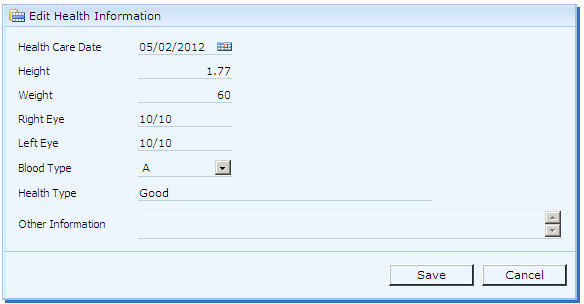 Edit Health Information
Health Care Date 05/02/2012
Height 1.77
Weight 60
Right Eye 10/10
Left Eye 10/10
Blood Type A
Health Type Good
Other Information
Save Cancel